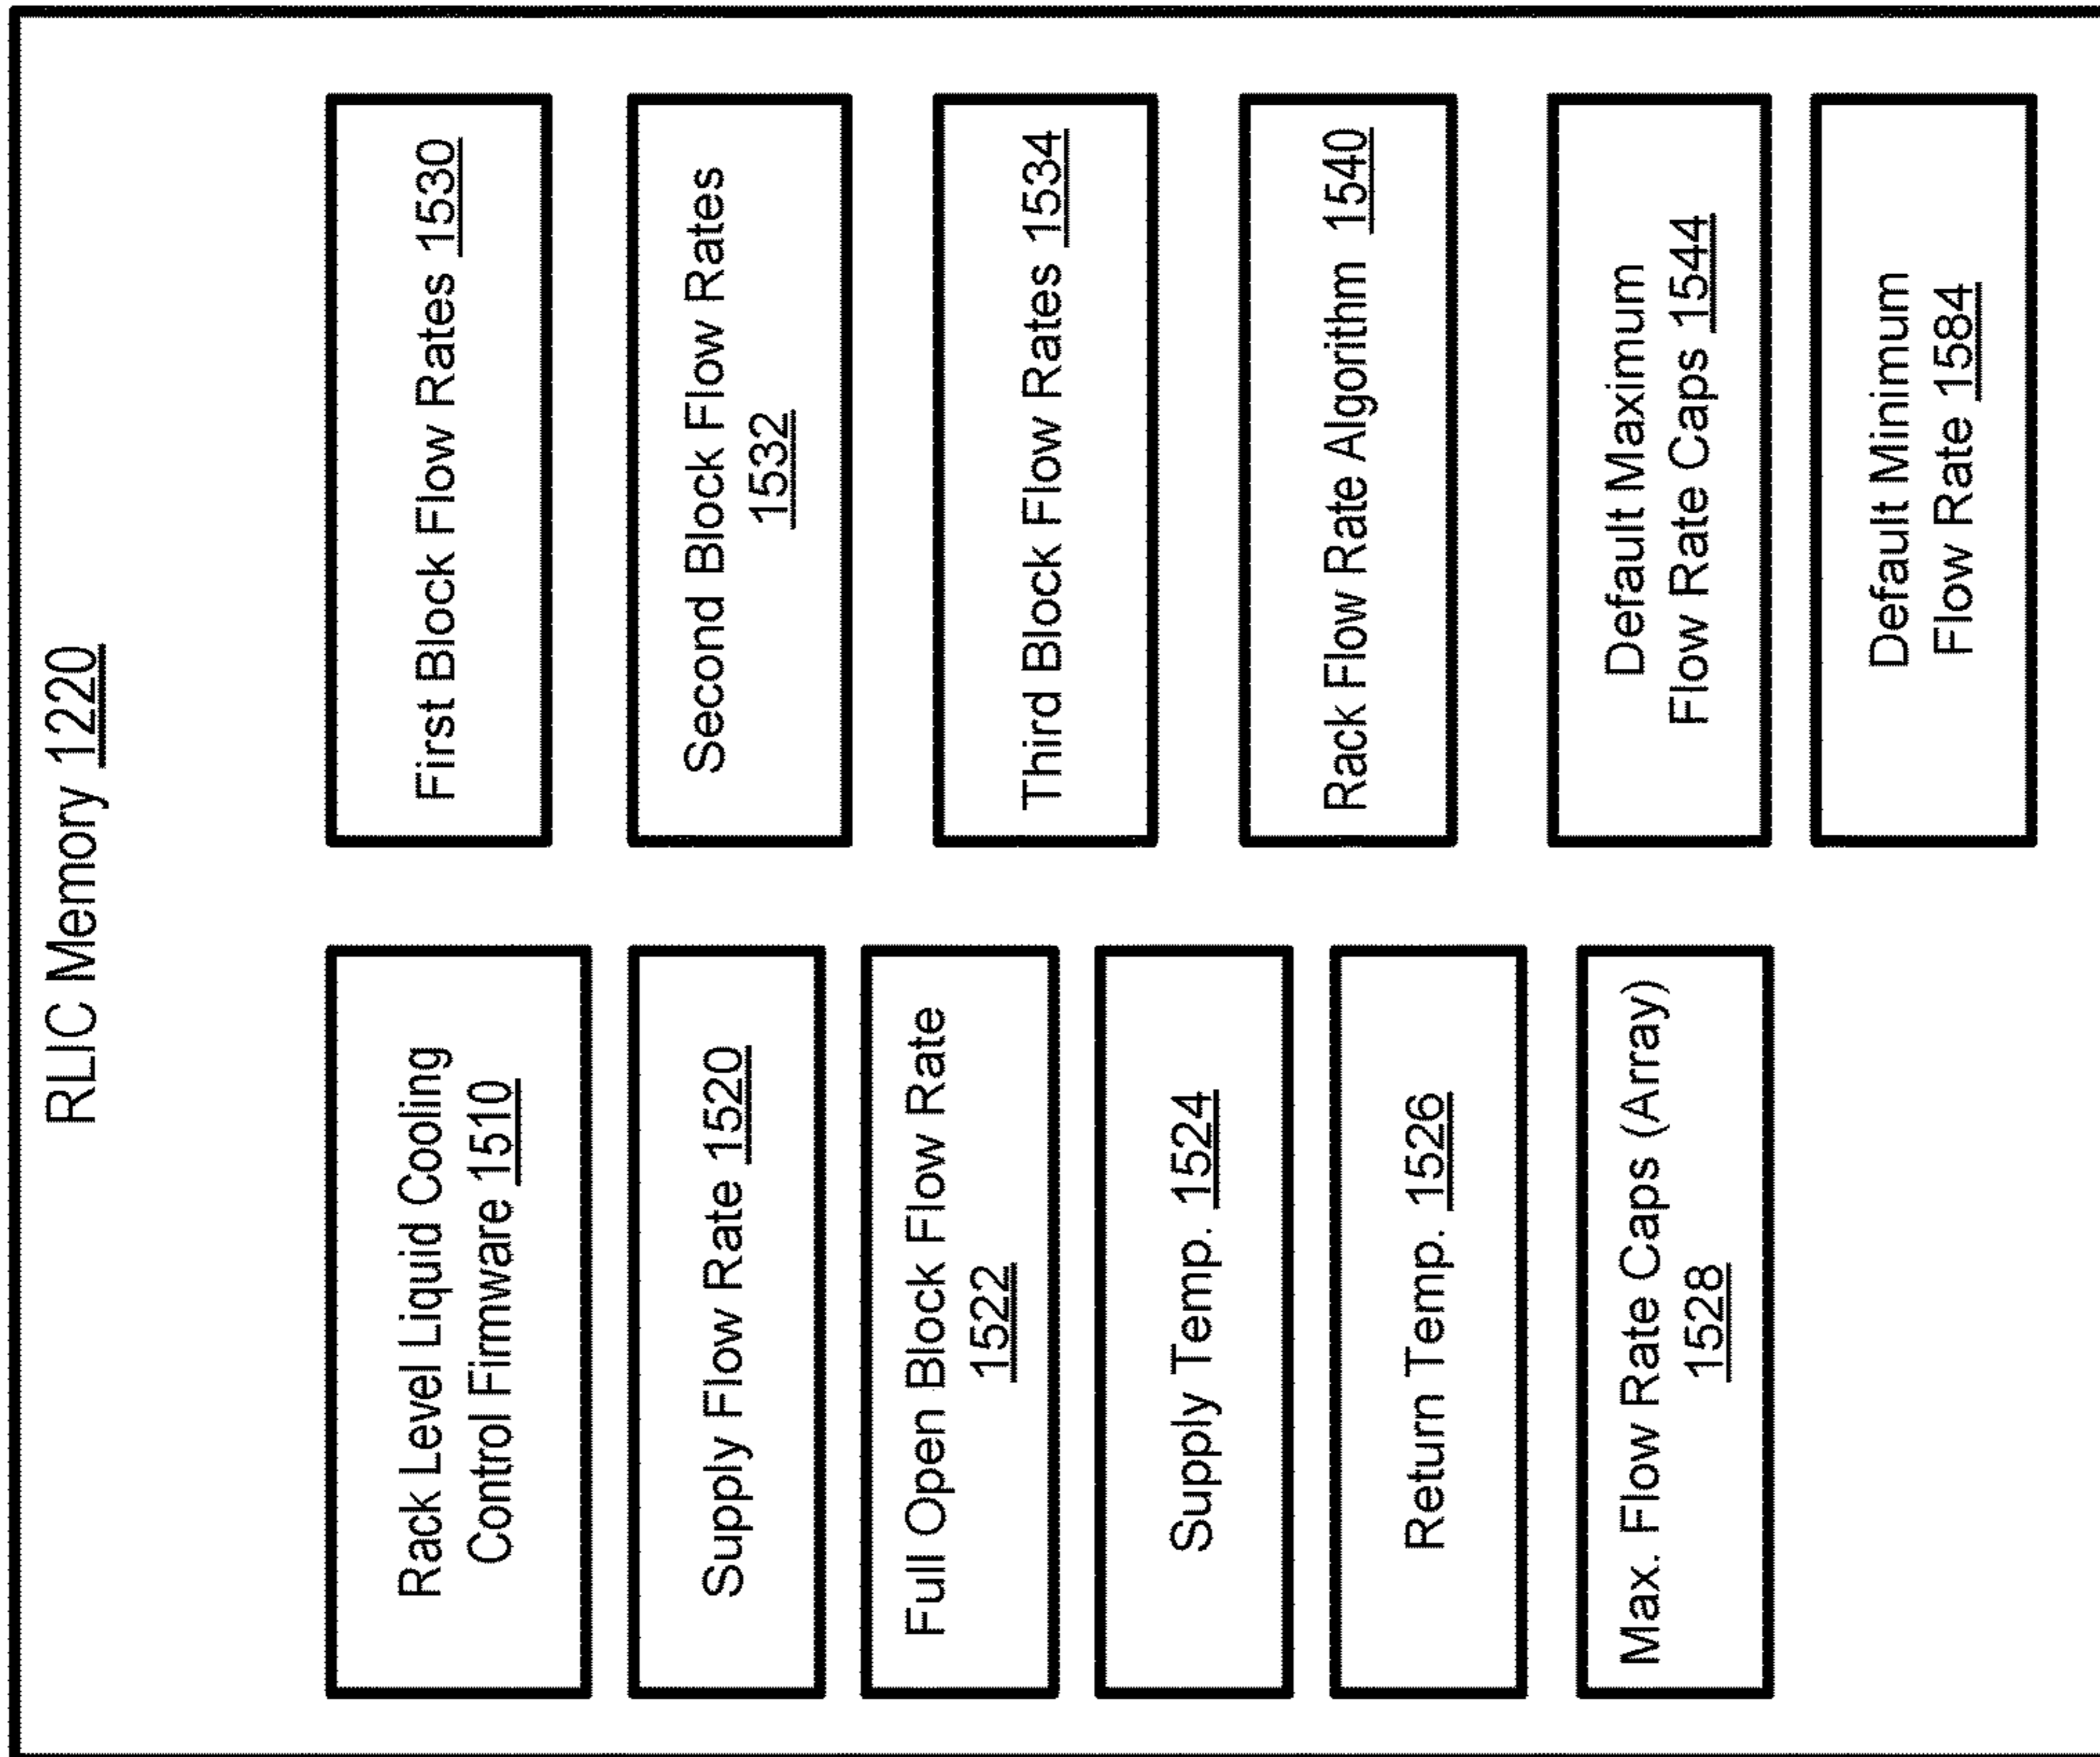 RLIC Memory 1220
Rack Level Liquid Cooling
Control Firmware 1510
Supply Flow Rate 1520
Full Open Block Flow Rate
1522
Supply Temp. 1524
Return Temp. 1526
Max. Flow Rate Caps (Array)
1528
First Block Flow Rates 1530
Second Block Flow Rates
1532
Third Block Flow Rates 1534
Rack Flow Rate Algorithm 1540
Default Maximum
Flow Rate Caps 1544
Default Minimum
Flow Rate 1584